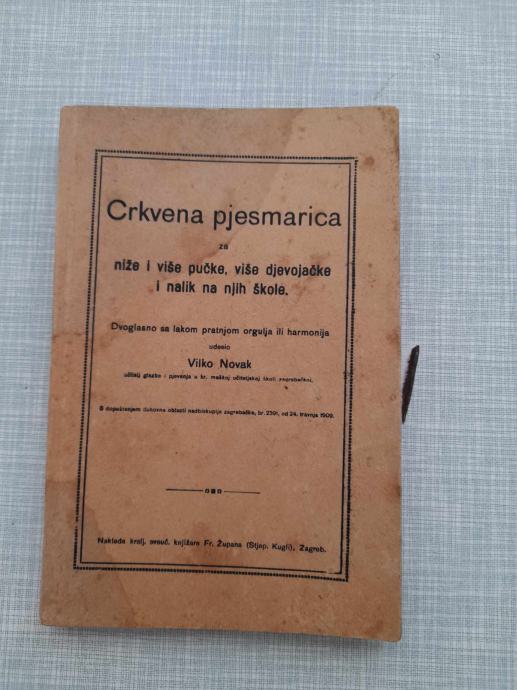 Crkvena pjesmarica
za
niže i više pučke, više djevojačke
i nalik na njih škole.
Dvoglasno sa lakom pratnjom orgulja ili harmonija
udesio
Vilko Novak
učitelj glazbe i pjevanja u kr. muškoj učiteljskoj školi zagrebačkoj.
S dopuštenjem duhovne oblasti nadbiskupije zagrebačke, br. 2391, od 24. travnja 1909.
Naklada kralj. sveuč. knjižare Fr. Župana (Stjep. Kugli), Zagreb.